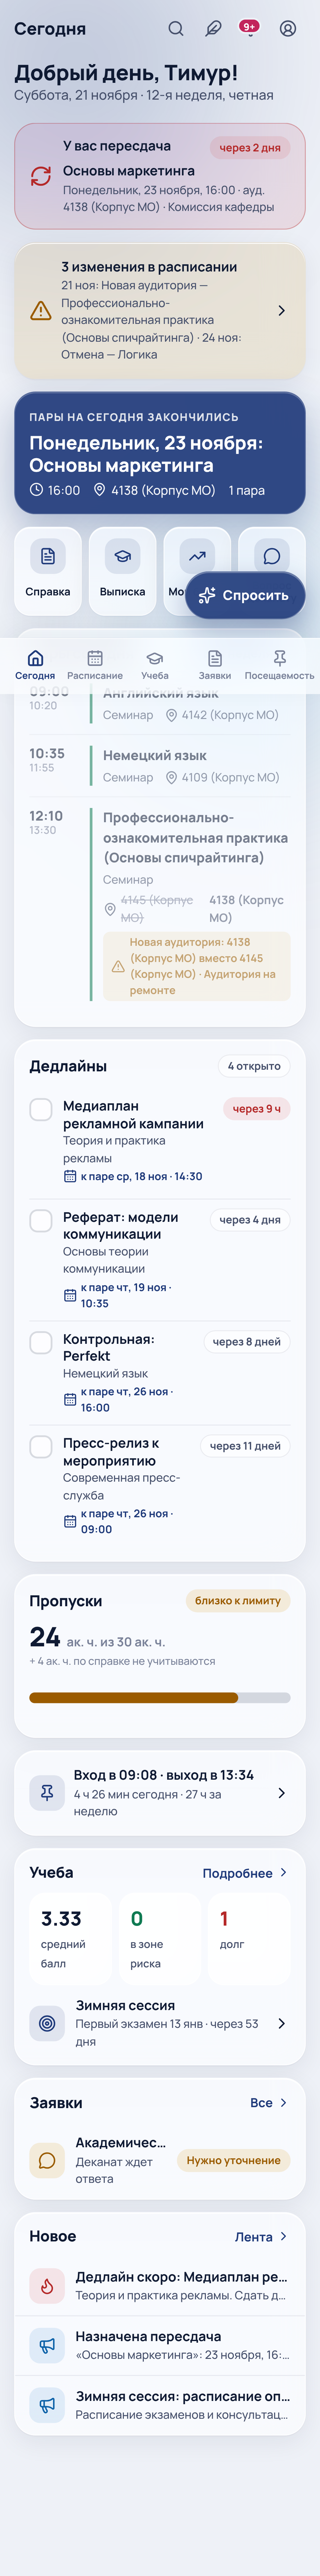 Сегодня
9+
Добрый день, Тимур!
Суббота, 21 ноября · 12-я неделя, четная
У вас пересдача
через 2 дня
Основы маркетинга
Понедельник, 23 ноября, 16:00 · ауд.
4138 (Корпус МО) · Комиссия кафедры
3 изменения в расписании
21 ноя: Новая аудитория —
Профессионально-
ознакомительная практика
(Основы спичрайтинга) · 24 ноя:
Отмена — Логика
ПАРЫ НА СЕГОДНЯ ЗАКОНЧИЛИСЬ
Понедельник, 23 ноября:
Основы маркетинга
16:00 4138 (Корпус МО) 1 пара
Справка
Выписка
Мо
Спросить
Сегодня Расписание Учеба Заявки Посещаемость
09:00 Английский язык
10:20
Семинар 4142 (Корпус МО)
10:35 Немецкий язык
11:55
Семинар 4109 (Корпус МО)
12:10
13:30
Профессионально-
ознакомительная практика
(Основы спичрайтинга)
Семинар
4145 (Корпус МО)
4138 (Корпус МО)
Новая аудитория: 4138
(Корпус МО) вместо 4145
(Корпус МО) · Аудитория на
ремонте
Дедлайны
4 открыто
Медиаплан
рекламной кампании
через 9 ч
Теория и практика
рекламы
к паре ср, 18 ноя · 14:30
Реферат: модели
коммуникации
через 4 дня
Основы теории
коммуникации
к паре чт, 19 ноя ·
10:35
Контрольная:
Perfekt
через 8 дней
Немецкий язык
к паре чт, 26 ноя ·
16:00
Пресс-релиз к
мероприятию
через 11 дней
Современная пресс-
служба
к паре чт, 26 ноя ·
09:00
Пропуски
близко к лимиту
24 ак. ч. из 30 ак. ч.
+ 4 ак. ч. по справке не учитываются
Вход в 09:08 · выход в 13:34
4 ч 26 мин сегодня · 27 ч за
неделю
Учеба
Подробнее
3.33
средний
балл
0
в зоне
риска
1
долг
Зимняя сессия
Первый экзамен 13 янв · через 53
дня
Заявки
Все
Академичес…
Деканат ждет
ответа
Нужно уточнение
Новое
Лента
Дедлайн скоро: Медиаплан ре…
Теория и практика рекламы. Сдать д…
Назначена пересдача
«Основы маркетинга»: 23 ноября, 16:…
Зимняя сессия: расписание оп…
Расписание экзаменов и консультац…